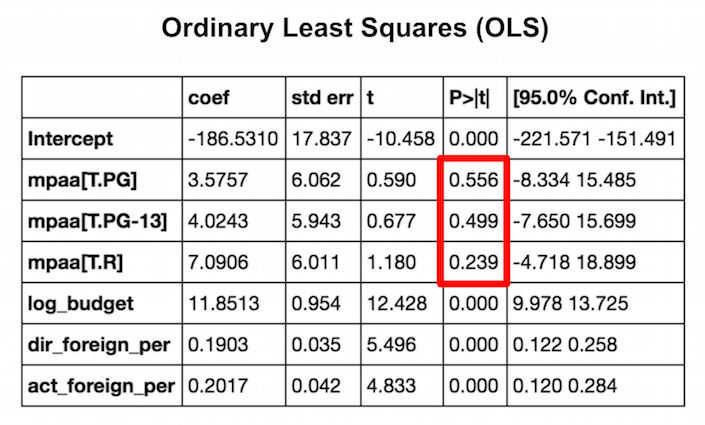 Ordinary Least Squares (OLS)
coef std err t P>|t| [95.0% Conf. Int.]
Intercept -186.5310 17.837 -10.458 0.000 -221.571 -151.491
mpaa[T.PG] 3.5757 6.062 0.590 0.556 -8.334 15.485
mpaa[T.PG-13] 4.0243 5.943 0.677 0.499 -7.650 15.699
mpaa[T.R] 7.0906 6.011 1.180 0.239 -4.718 18.899
log_budget 11.8513 0.954 12.428 0.000 9.978 13.725
dir_foreign_per 0.1903 0.035 5.496 0.000 0.122 0.258
act_foreign_per 0.2017 0.042 4.833 0.000 0.120 0.284